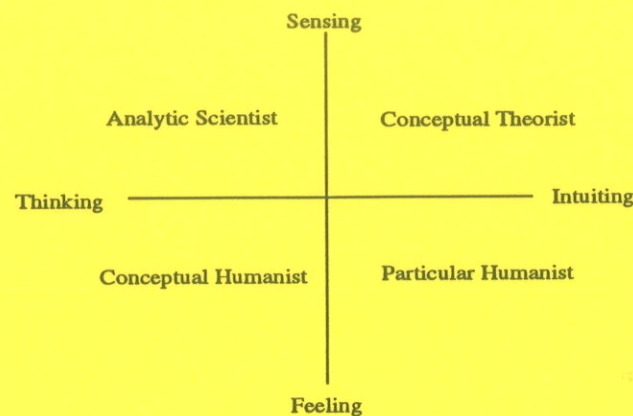 Sensing
Analytic Scientist
Conceptual Theorist
Thinking
Intuiting
Conceptual Humanist
Particular Humanist
Feeling